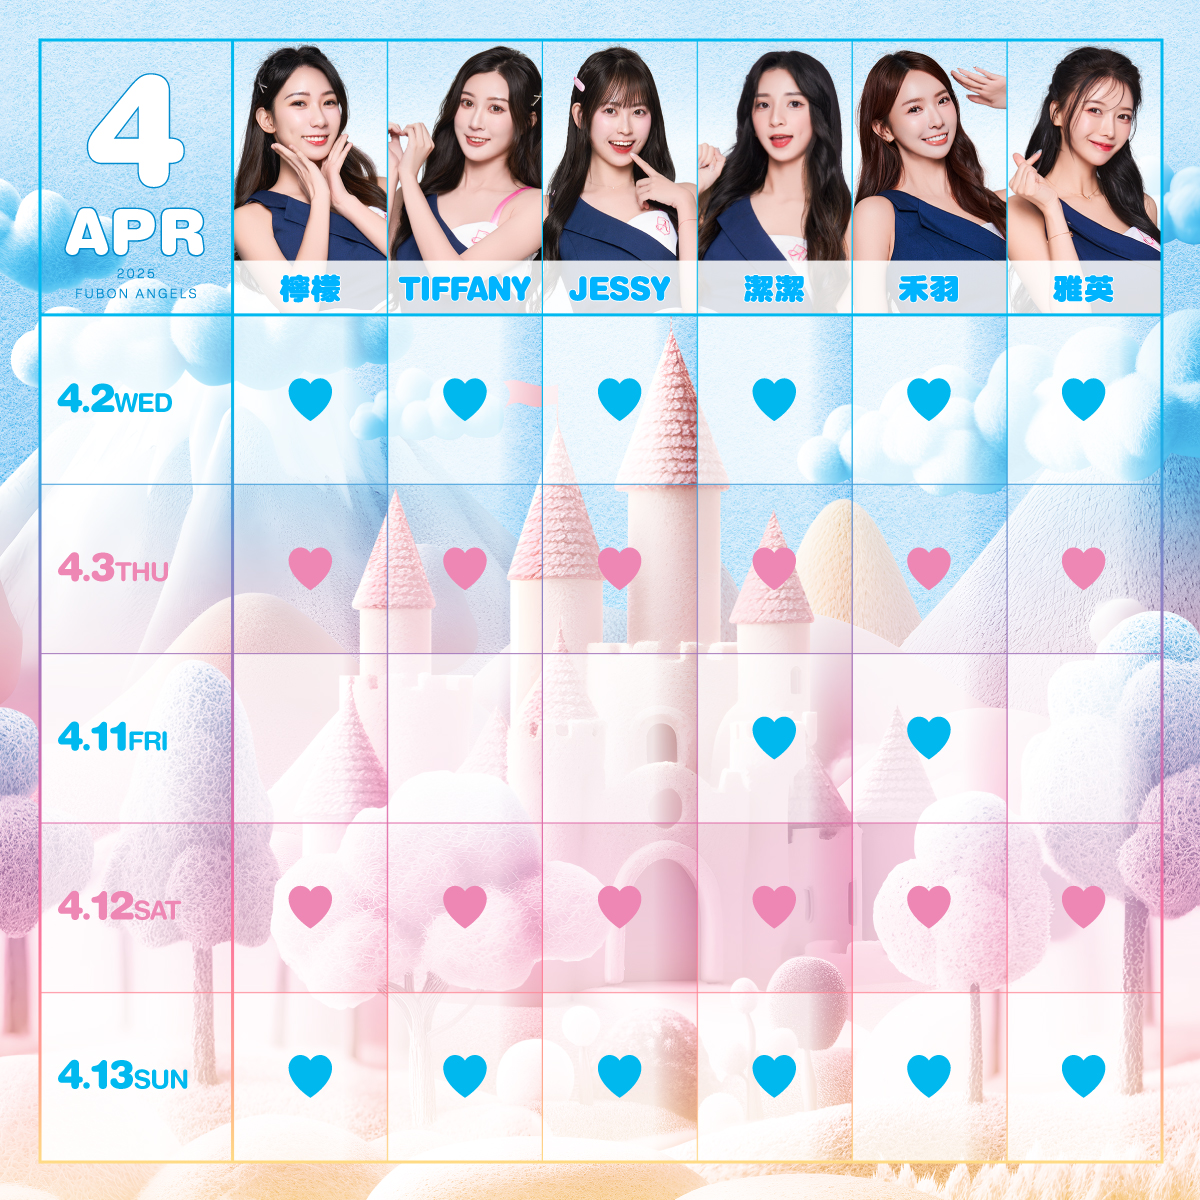 4
APR
2025
FUBON ANGELS
檸檬
TIFFANY
JESSY
潔潔
禾羽
雅英
4.2WED
4.3THU
4.11FRI
4.12SAT
4.13SUN